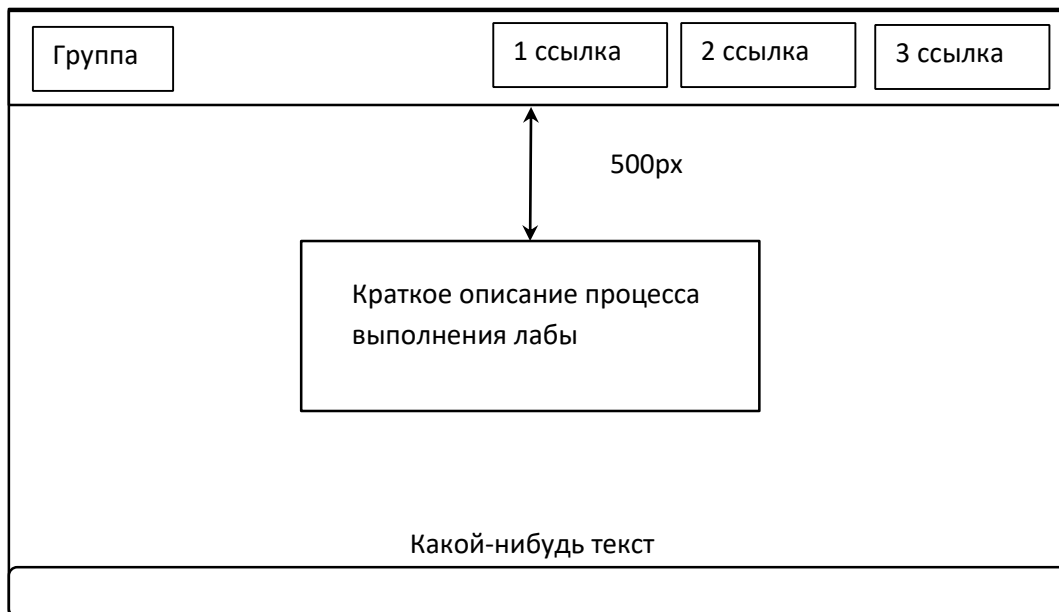 Группа
1 ссылка
2 ссылка
3 ссылка
500px
Краткое описание процесса
выполнения лабы
Какой-нибудь текст